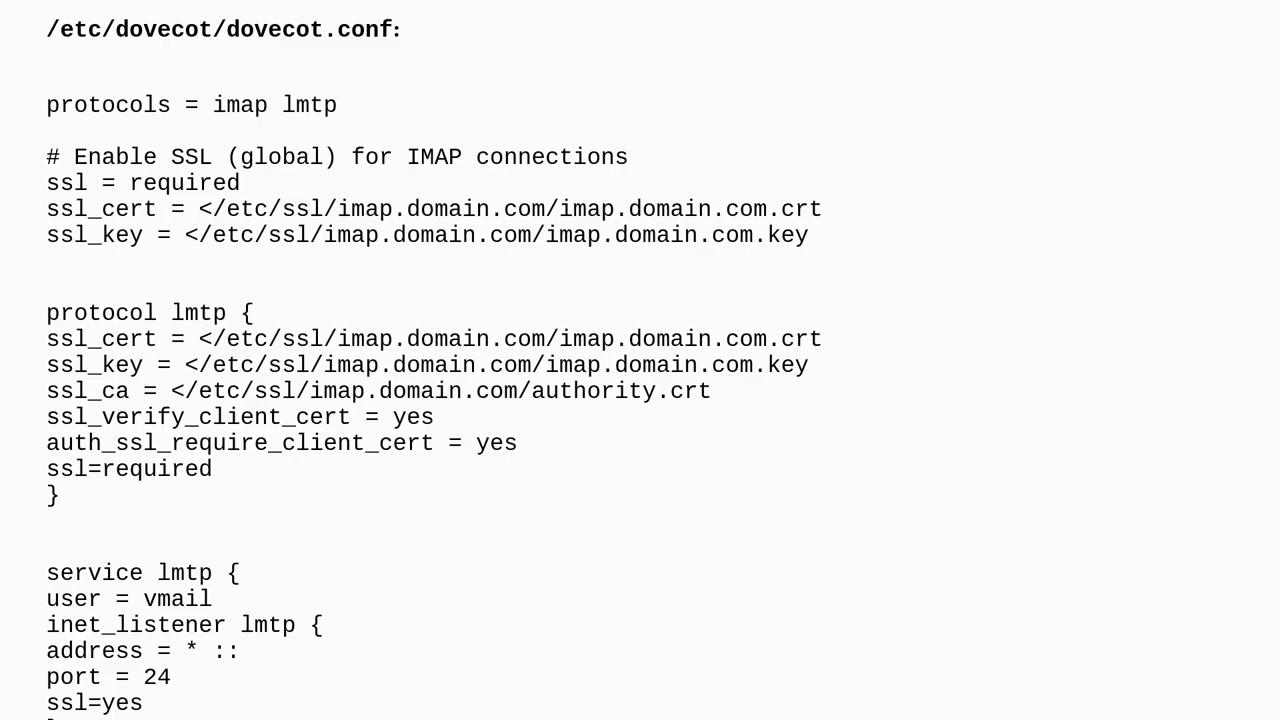 /etc/dovecot/dovecot.conf:
protocols = imap lmtp
# Enable SSL (global) for IMAP connections
ssl = required
ssl_cert = </etc/ssl/imap.domain.com/imap.domain.com.crt
ssl_key = </etc/ssl/imap.domain.com/imap.domain.com.key
protocol lmtp {
ssl_cert = </etc/ssl/imap.domain.com/imap.domain.com.crt
ssl_key = </etc/ssl/imap.domain.com/imap.domain.com.key
ssl_ca = </etc/ssl/imap.domain.com/authority.crt
ssl_verify_client_cert = yes
auth_ssl_require_client_cert = yes
ssl=required
}
service lmtp {
user = vmail
inet_listener lmtp {
address = * ::
port = 24
ssl=yes